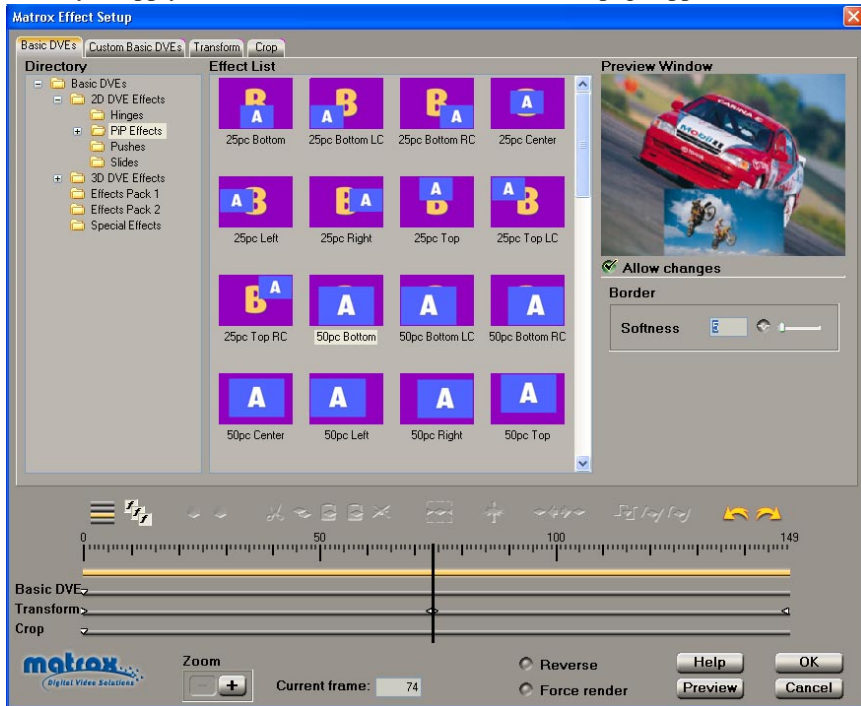 Matrox Effect Setup
Basic DVEs Custom Basic DVEs Transform Crop
Directory
Basic DVEs
2D DVE Effects
Hinges
PiP Effects
Pushes
Slides
3D DVE Effects
Effects Pack 1
Effects Pack 2
Special Effects
Effect List
B A B A B A A
25pc Bottom 25pc Bottom LC 25pc Bottom RC 25pc Center
A B B A A B A B
25pc Left 25pc Right 25pc Top 25pc Top LC
B A A A A
25pc Top RC 50pc Bottom 50pc Bottom LC 50pc Bottom RC
A A A A
50pc Center 50pc Left 50pc Right 50pc Top
Preview Window
CARINA E
Mobil 1
Allow changes
Border
Softness 5
0 50 100 149
Basic DVE
Transform
Crop
matrox
Digital Video Solutions
Zoom
Current frame: 74
Reverse
Force render
Help OK
Preview Cancel